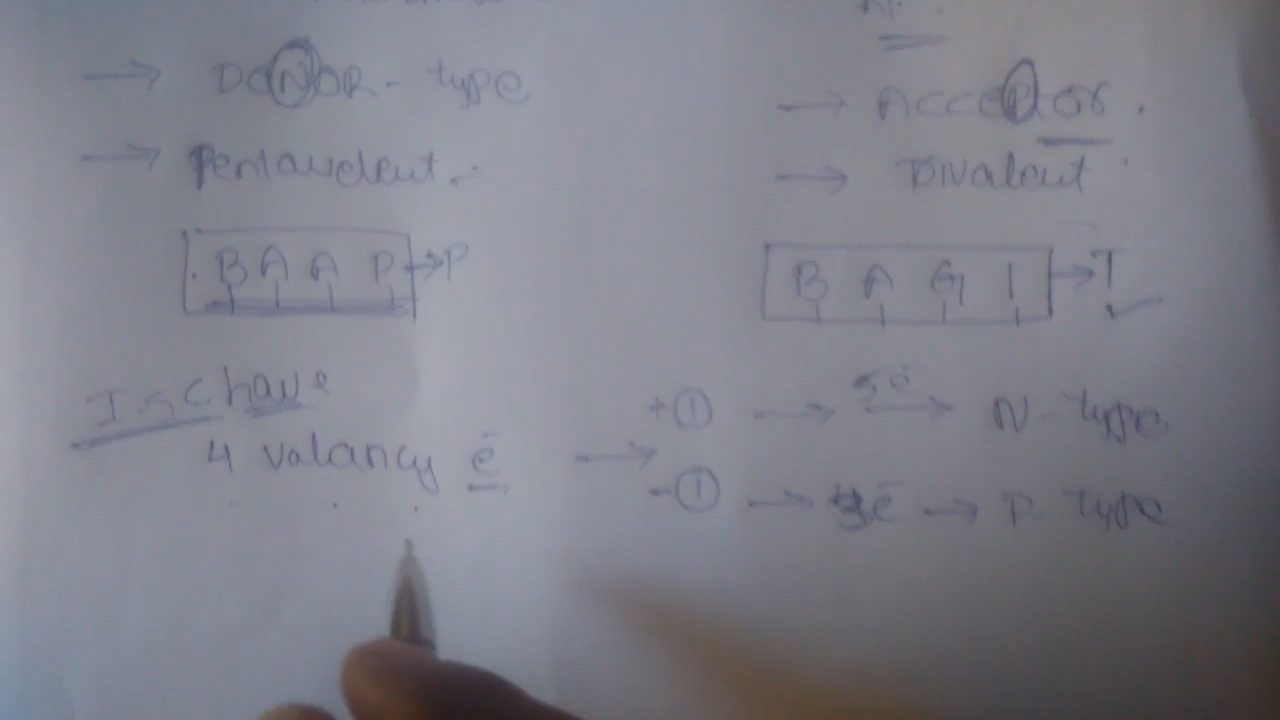 → DONOR - type
→ Pentavalent.
B A A P → P
I.S.C. have
4 valancy e⁻
→ Acceptor.
→ Trivalent
B A G I → T ✓
→ +① → 5e⁻ → N - type
-① → 3e⁻ → P - type